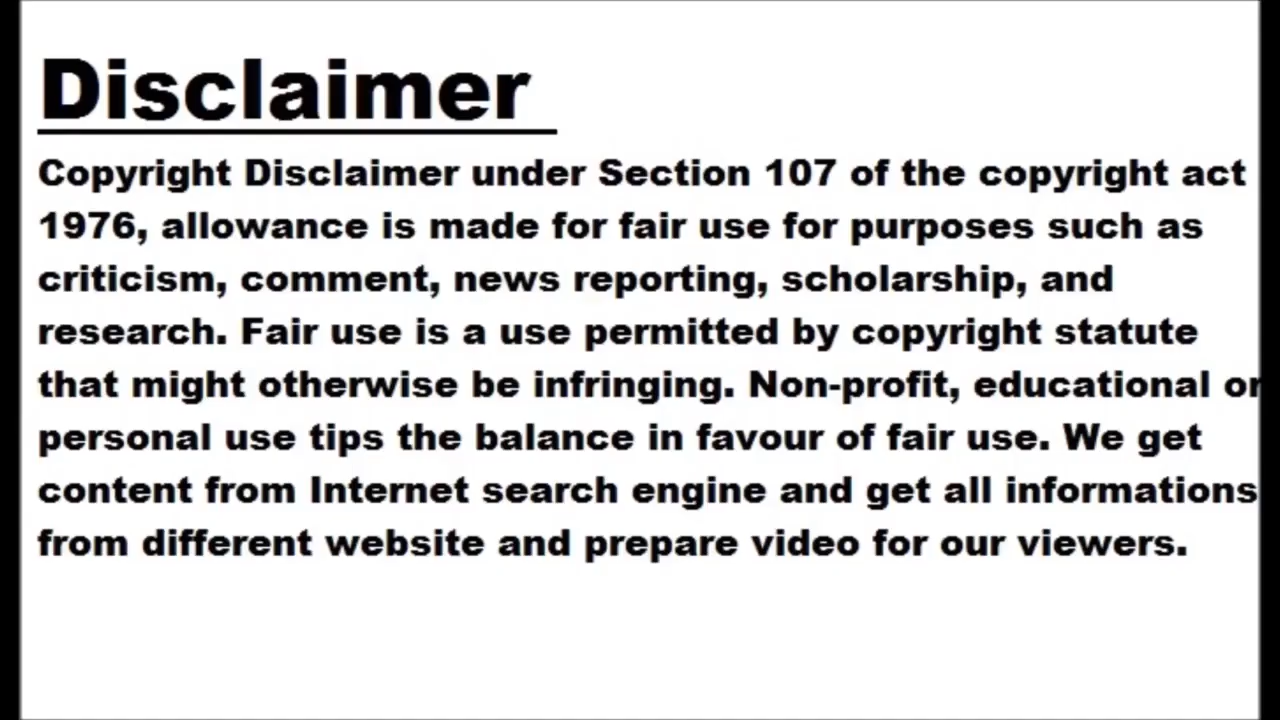 Disclaimer
Copyright Disclaimer under Section 107 of the copyright act
1976, allowance is made for fair use for purposes such as
criticism, comment, news reporting, scholarship, and
research. Fair use is a use permitted by copyright statute
that might otherwise be infringing. Non-profit, educational or
personal use tips the balance in favour of fair use. We get
content from Internet search engine and get all informations
from different website and prepare video for our viewers.